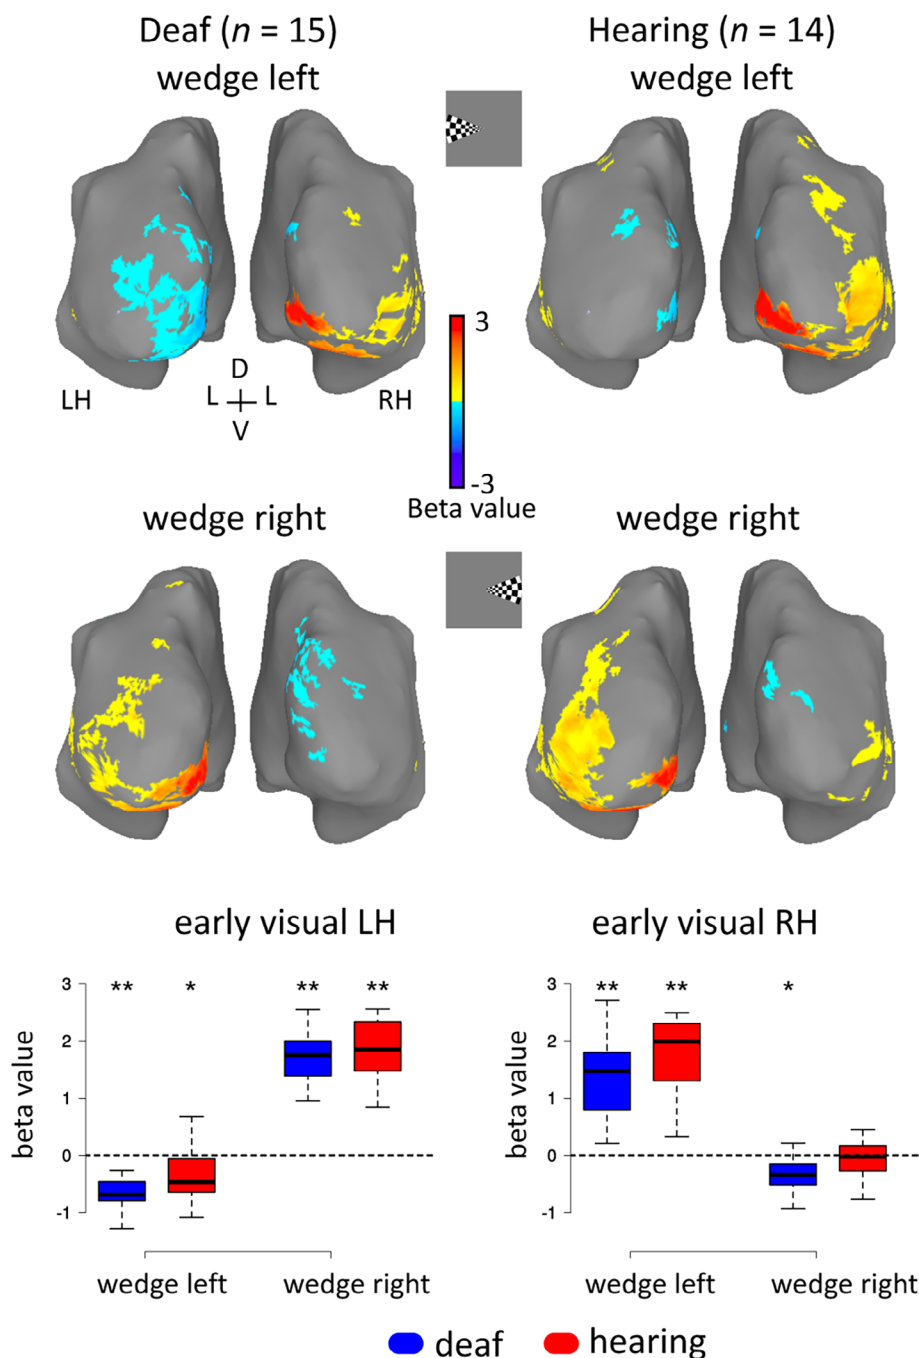 Deaf (n = 15)
Hearing (n = 14)
wedge left
wedge left
3
-3
Beta value
LH
D
L L
V
RH
wedge right
wedge right
early visual LH
early visual RH
** * ** **
** ** *
3
2
1
0
-1
beta value
3
2
1
0
-1
beta value
wedge left wedge right
wedge left wedge right
deaf hearing